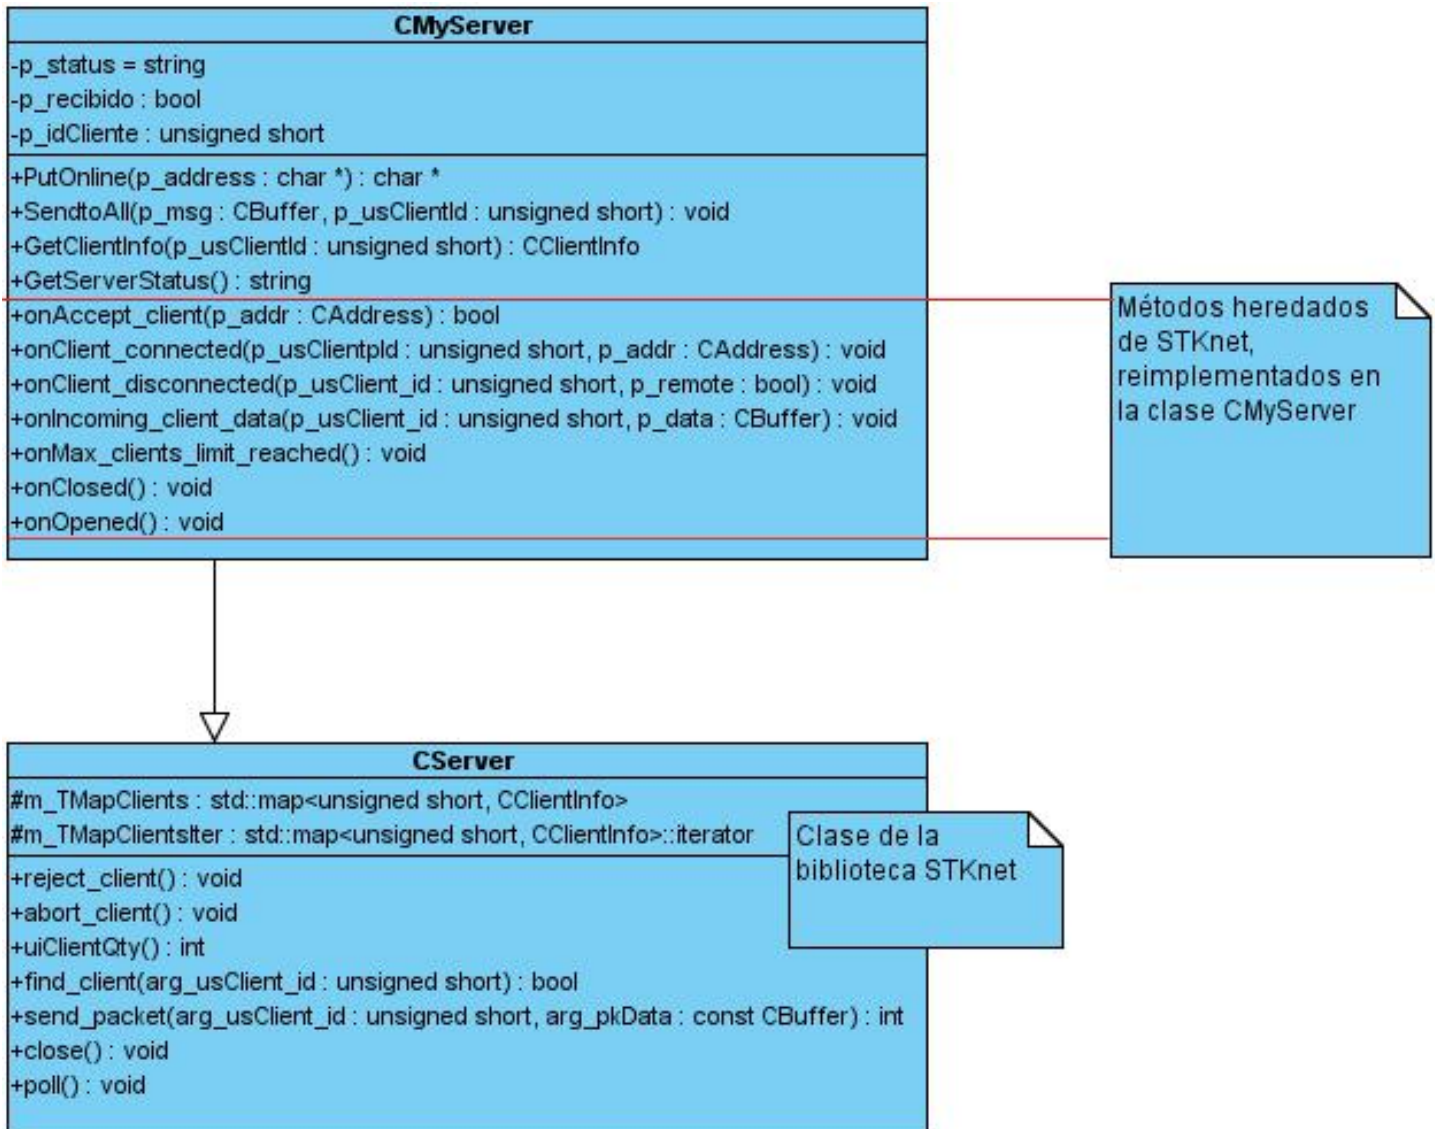 CMyServer
-p_status = string
-p_recibido : bool
-p_idCliente : unsigned short
+PutOnline(p_address : char *) : char *
+SendtoAll(p_msg : CBuffer, p_usClientId : unsigned short) : void
+GetClientInfo(p_usClientId : unsigned short) : CClientInfo
+GetServerStatus() : string
+onAccept_client(p_addr : CAddress) : bool
+onClient_connected(p_usClientpId : unsigned short, p_addr : CAddress) : void
+onClient_disconnected(p_usClient_id : unsigned short, p_remote : bool) : void
+onIncoming_client_data(p_usClient_id : unsigned short, p_data : CBuffer) : void
+onMax_clients_limit_reached() : void
+onClosed() : void
+onOpened() : void
Métodos heredados
de STKnet,
reimplementados en
la clase CMyServer
CServer
#m_TMapClients : std::map<unsigned short, CClientInfo>
#m_TMapClientsIter : std::map<unsigned short, CClientInfo>::iterator
+reject_client() : void
+abort_client() : void
+uiClientQty() : int
+find_client(arg_usClient_id : unsigned short) : bool
+send_packet(arg_usClient_id : unsigned short, arg_pkData : const CBuffer) : int
+close() : void
+poll() : void
Clase de la
biblioteca STKnet